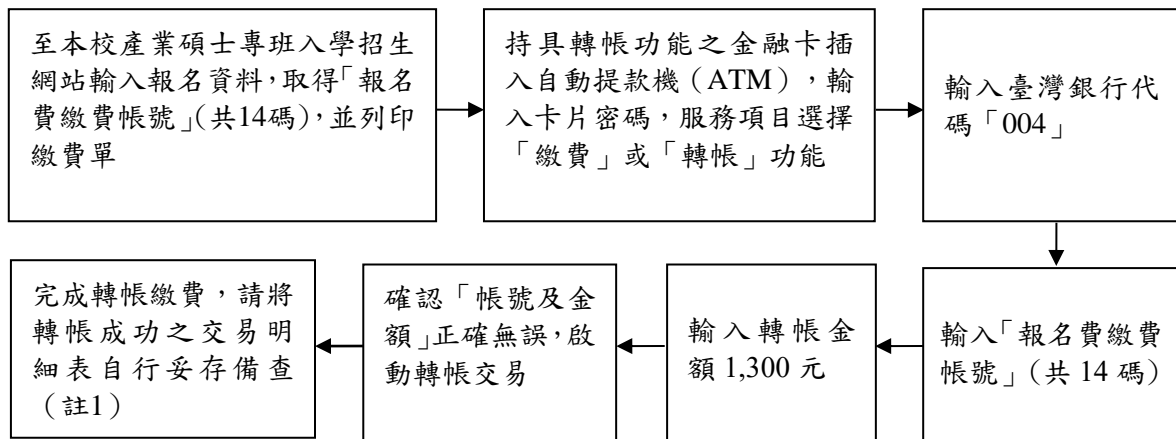 至本校產業碩士專班入學招生
網站輸入報名資料,取得「報名
費繳費帳號」(共14碼),並列印
繳費單
持具轉帳功能之金融卡插
入自動提款機(ATM),輸
入卡片密碼,服務項目選擇
「繳費」或「轉帳」功能
輸入臺灣銀行代
碼「004」
輸入「報名費繳費
帳號」(共 14 碼)
輸入轉帳金
額 1,300 元
確認「帳號及金
額」正確無誤,啟
動轉帳交易
完成轉帳繳費,請將
轉帳成功之交易明
細表自行妥存備查
(註1)